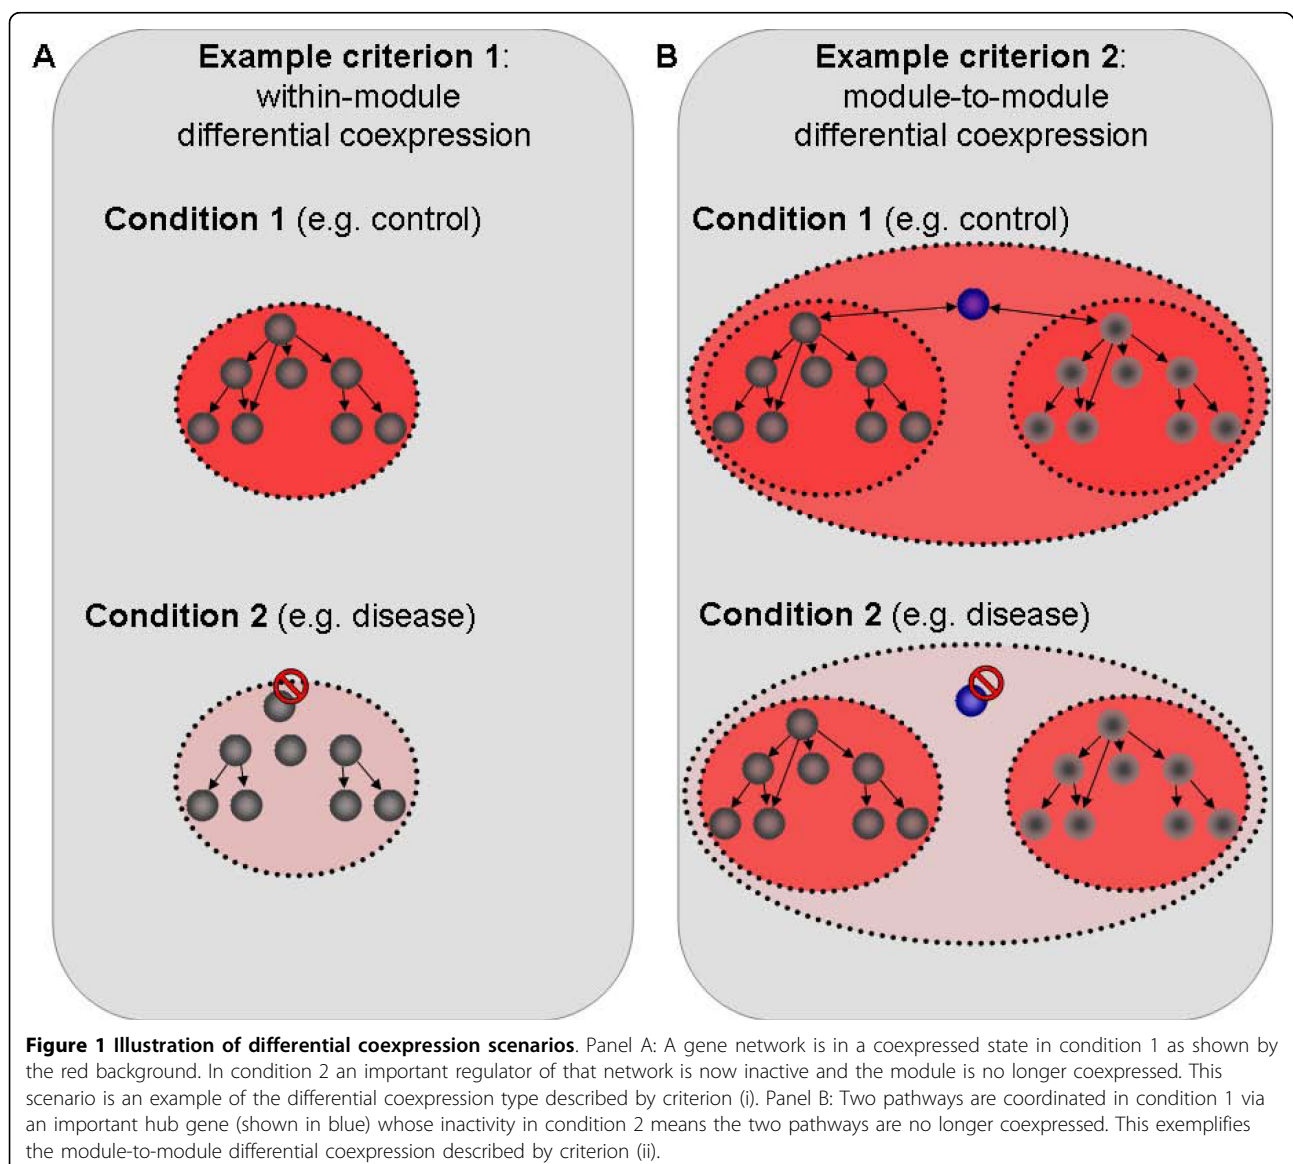 A
Example criterion 1:
within-module
differential coexpression
Condition 1 (e.g. control)
Condition 2 (e.g. disease)
B
Example criterion 2:
module-to-module
differential coexpression
Condition 1 (e.g. control)
Condition 2 (e.g. disease)
Figure 1 Illustration of differential coexpression scenarios. Panel A: A gene network is in a coexpressed state in condition 1 as shown by
the red background. In condition 2 an important regulator of that network is now inactive and the module is no longer coexpressed. This
scenario is an example of the differential coexpression type described by criterion (i). Panel B: Two pathways are coordinated in condition 1 via
an important hub gene (shown in blue) whose inactivity in condition 2 means the two pathways are no longer coexpressed. This exemplifies
the module-to-module differential coexpression described by criterion (ii).